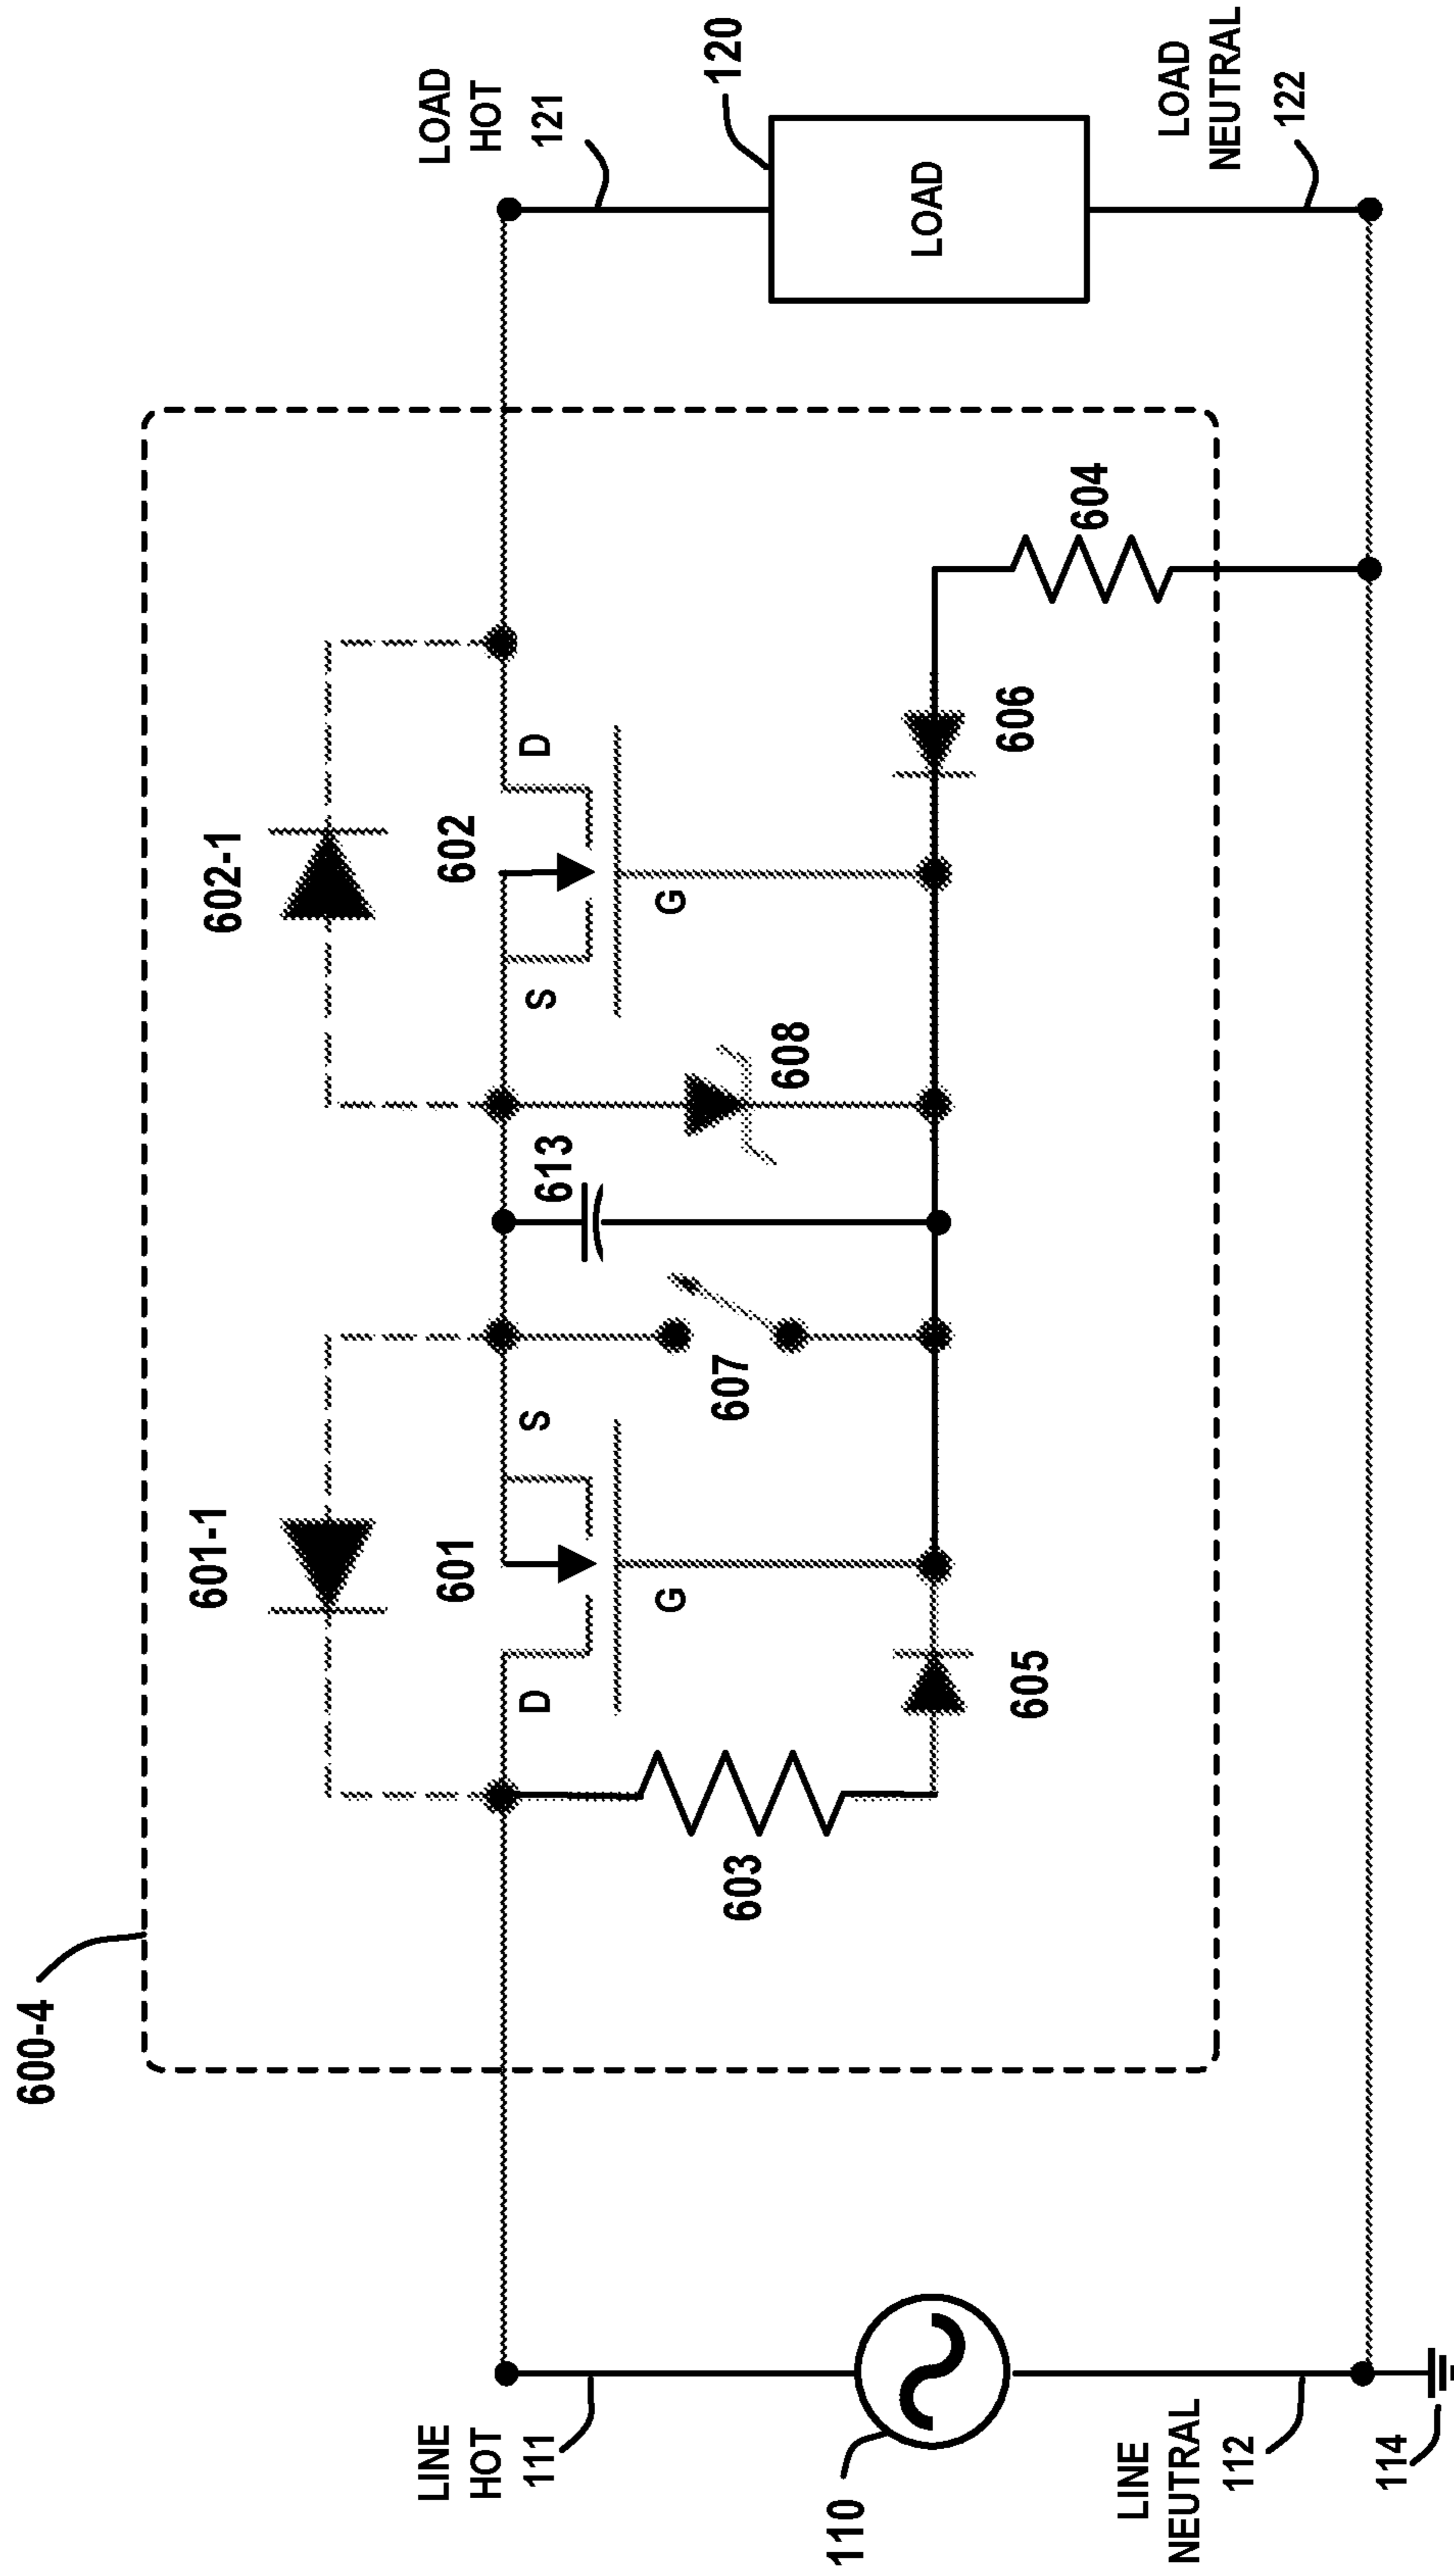 600-4
601-1
602-1
LOAD
HOT
121
120
LINE
HOT
111
601
602
D
S
S
D
G
G
613
603
607
608
LOAD
110
605
606
604
LOAD
NEUTRAL
122
LINE
NEUTRAL
112
114